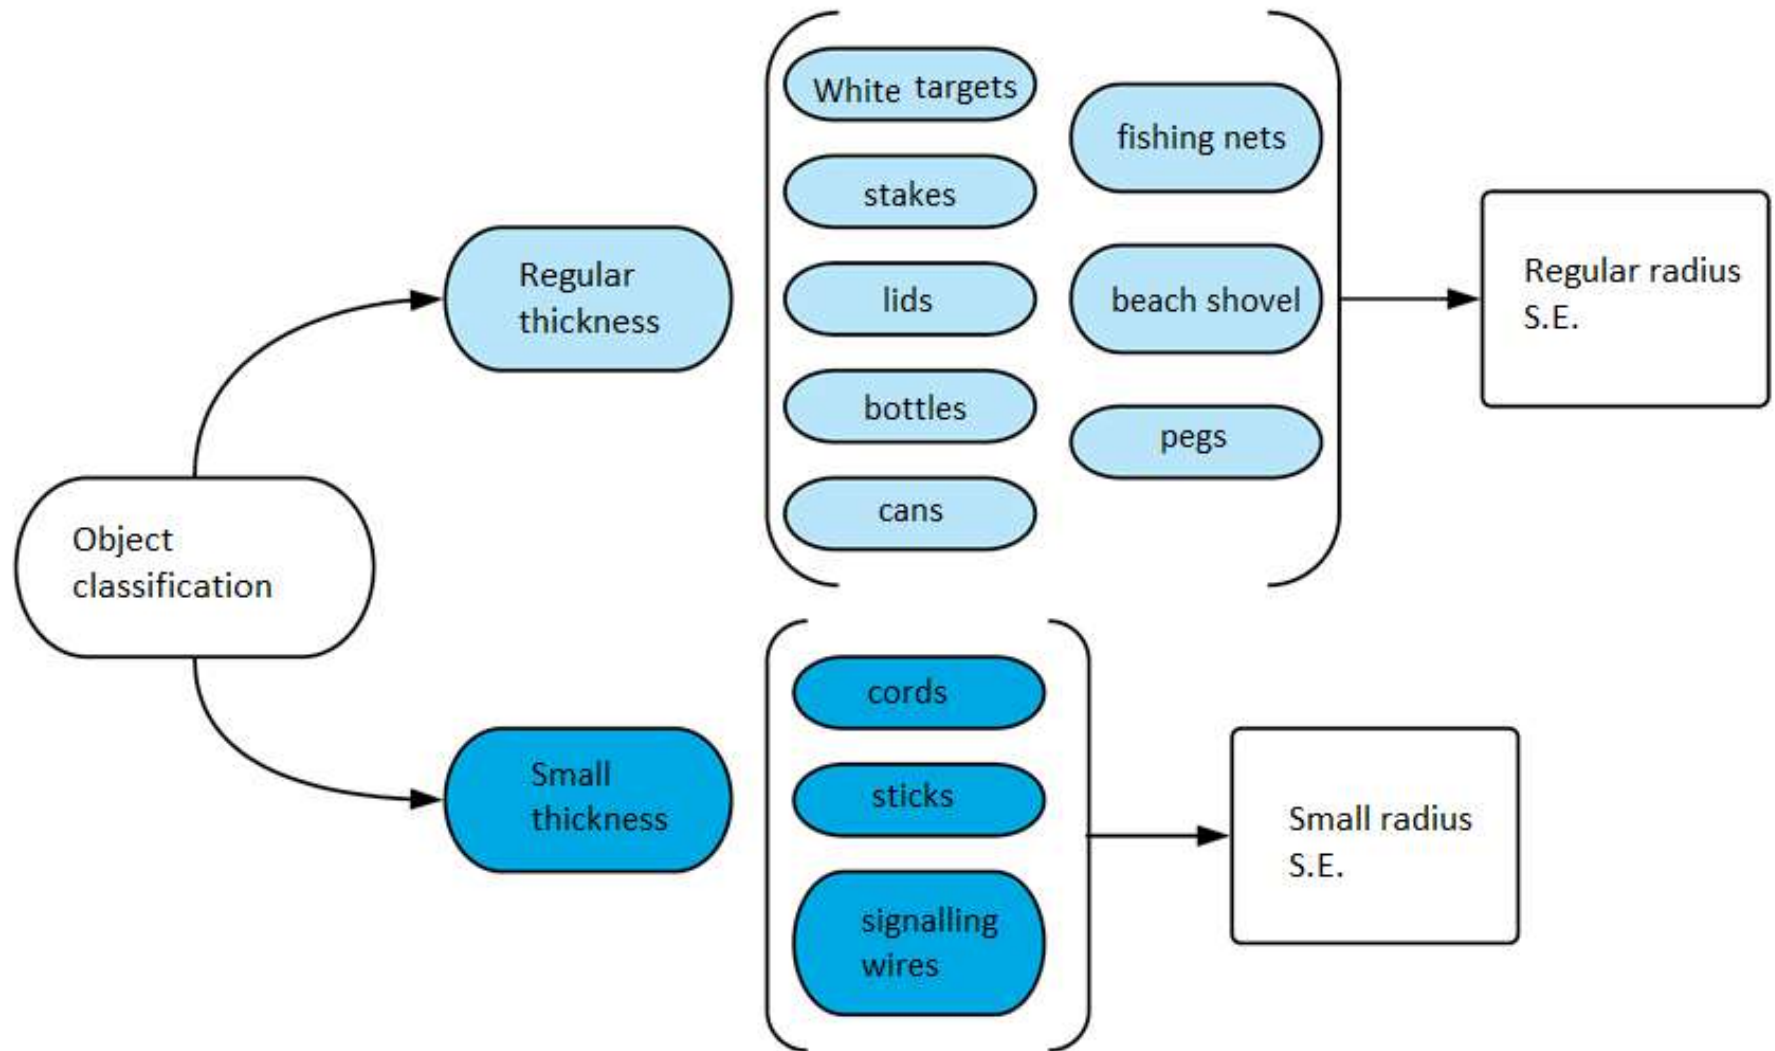 Object
classification
Regular
thickness
White targets
stakes
lids
bottles
cans
fishing nets
beach shovel
pegs
Regular radius
S.E.
Small
thickness
cords
sticks
signalling
wires
Small radius
S.E.